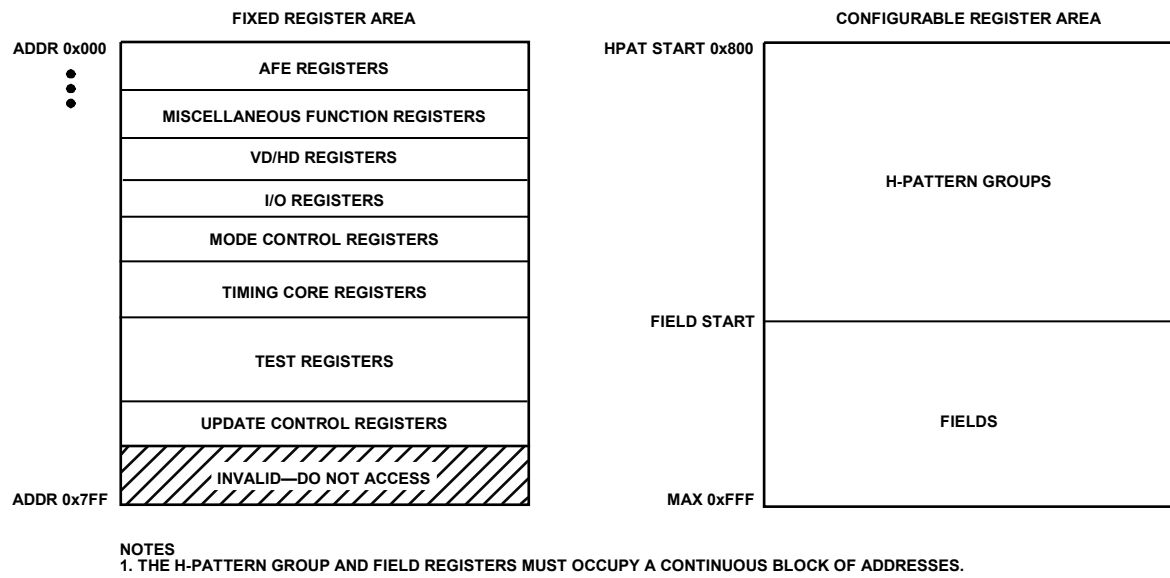 FIXED REGISTER AREA
ADDR 0x000
AFE REGISTERS
MISCELLANEOUS FUNCTION REGISTERS
VD/HD REGISTERS
I/O REGISTERS
MODE CONTROL REGISTERS
TIMING CORE REGISTERS
TEST REGISTERS
UPDATE CONTROL REGISTERS
INVALID—DO NOT ACCESS
ADDR 0x7FF
CONFIGURABLE REGISTER AREA
HPAT START 0x800
H-PATTERN GROUPS
FIELD START
FIELDS
MAX 0xFFF
NOTES
1. THE H-PATTERN GROUP AND FIELD REGISTERS MUST OCCUPY A CONTINUOUS BLOCK OF ADDRESSES.